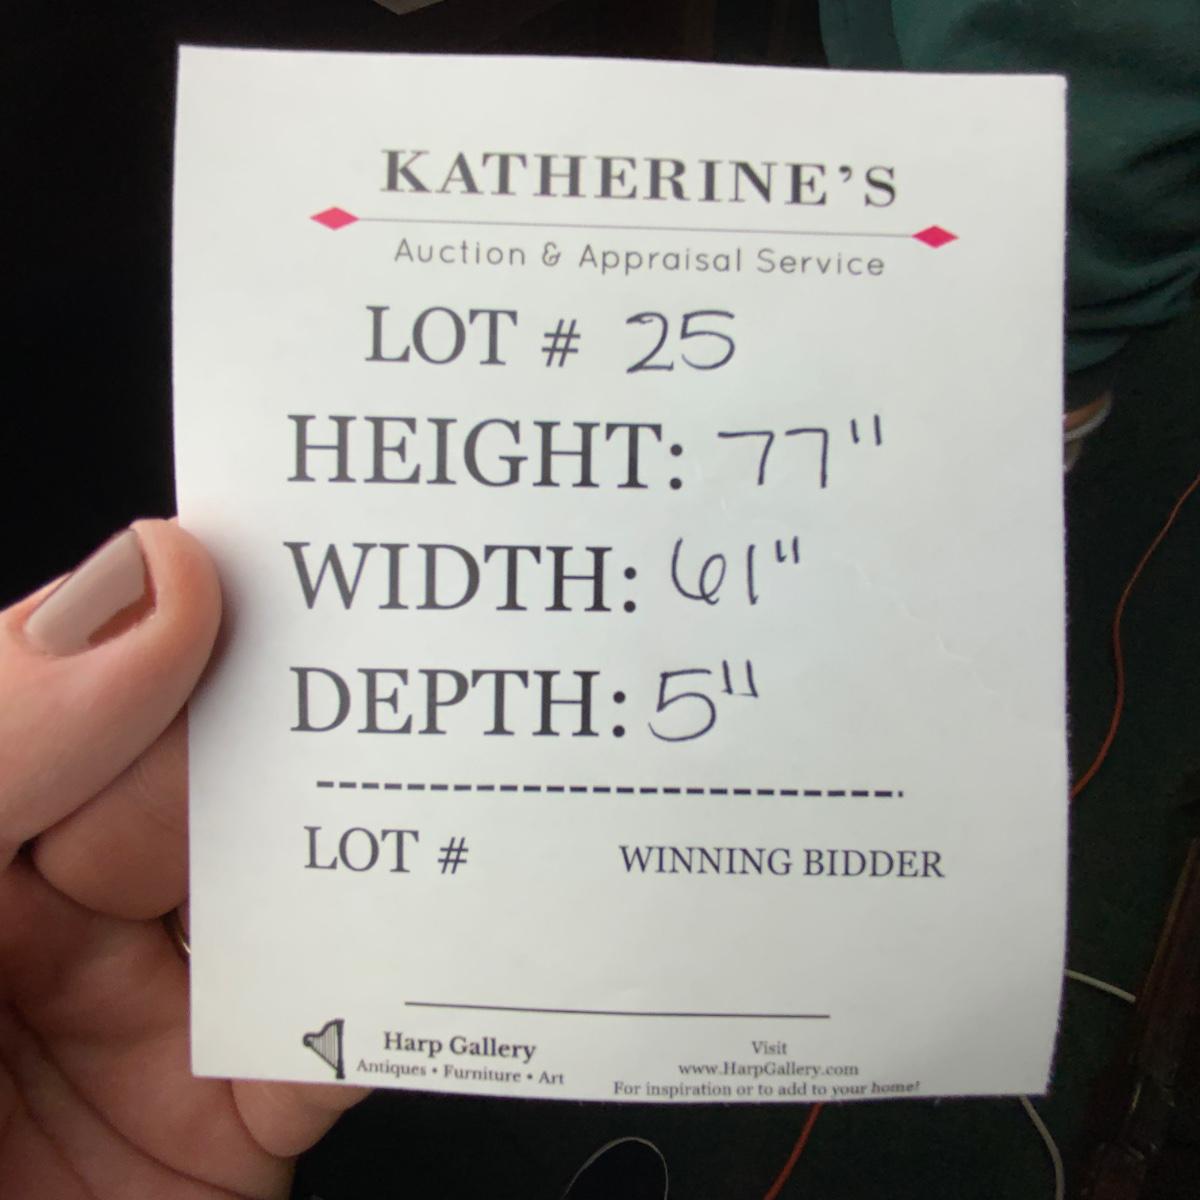 KATHERINE'S
Auction & Appraisal Service
LOT # 25
HEIGHT: 77"
WIDTH: 61"
DEPTH: 5"
LOT # WINNING BIDDER
Harp Gallery
Antiques • Furniture • Art
Visit
www.HarpGallery.com
For inspiration or to add to your home!